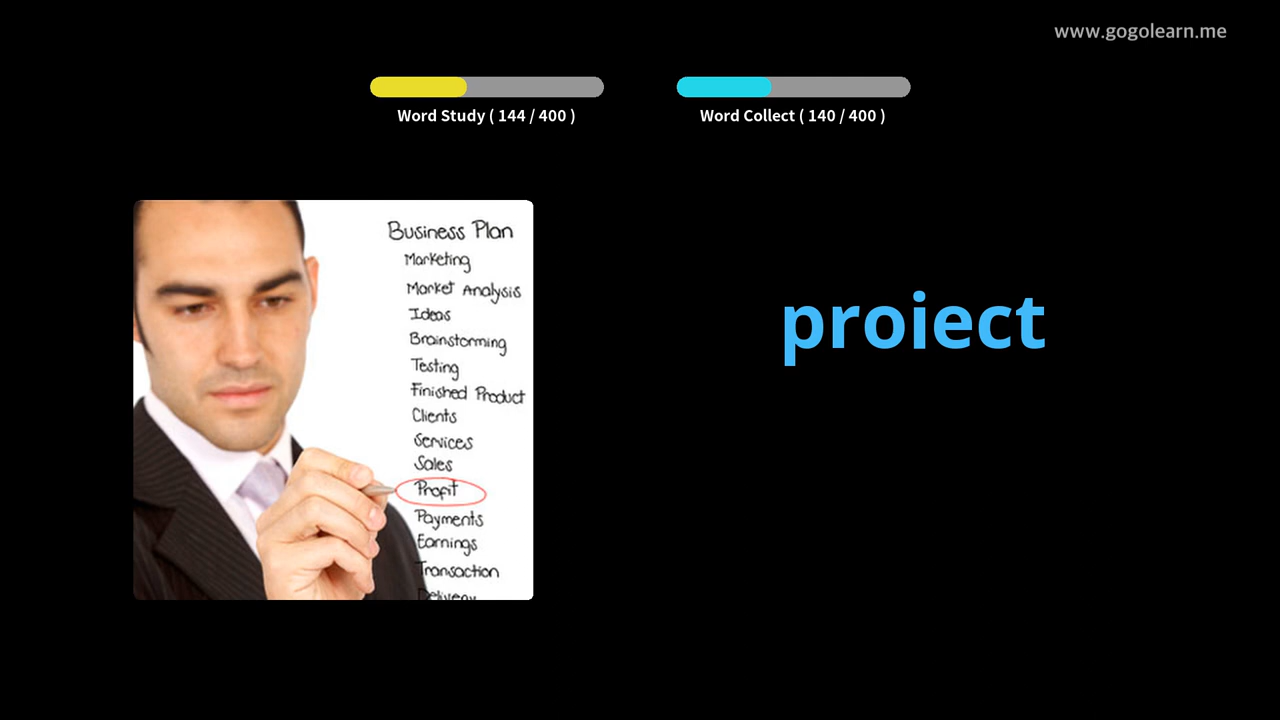 www.gogolearn.me
Word Study ( 144 / 400 )
Word Collect ( 140 / 400 )
Business Plan
Marketing
Market Analysis
Ideas
Brainstorming
Testing
Finished Product
Clients
Services
Sales
Profit
Payments
Earnings
Transaction
Delivery
proiect